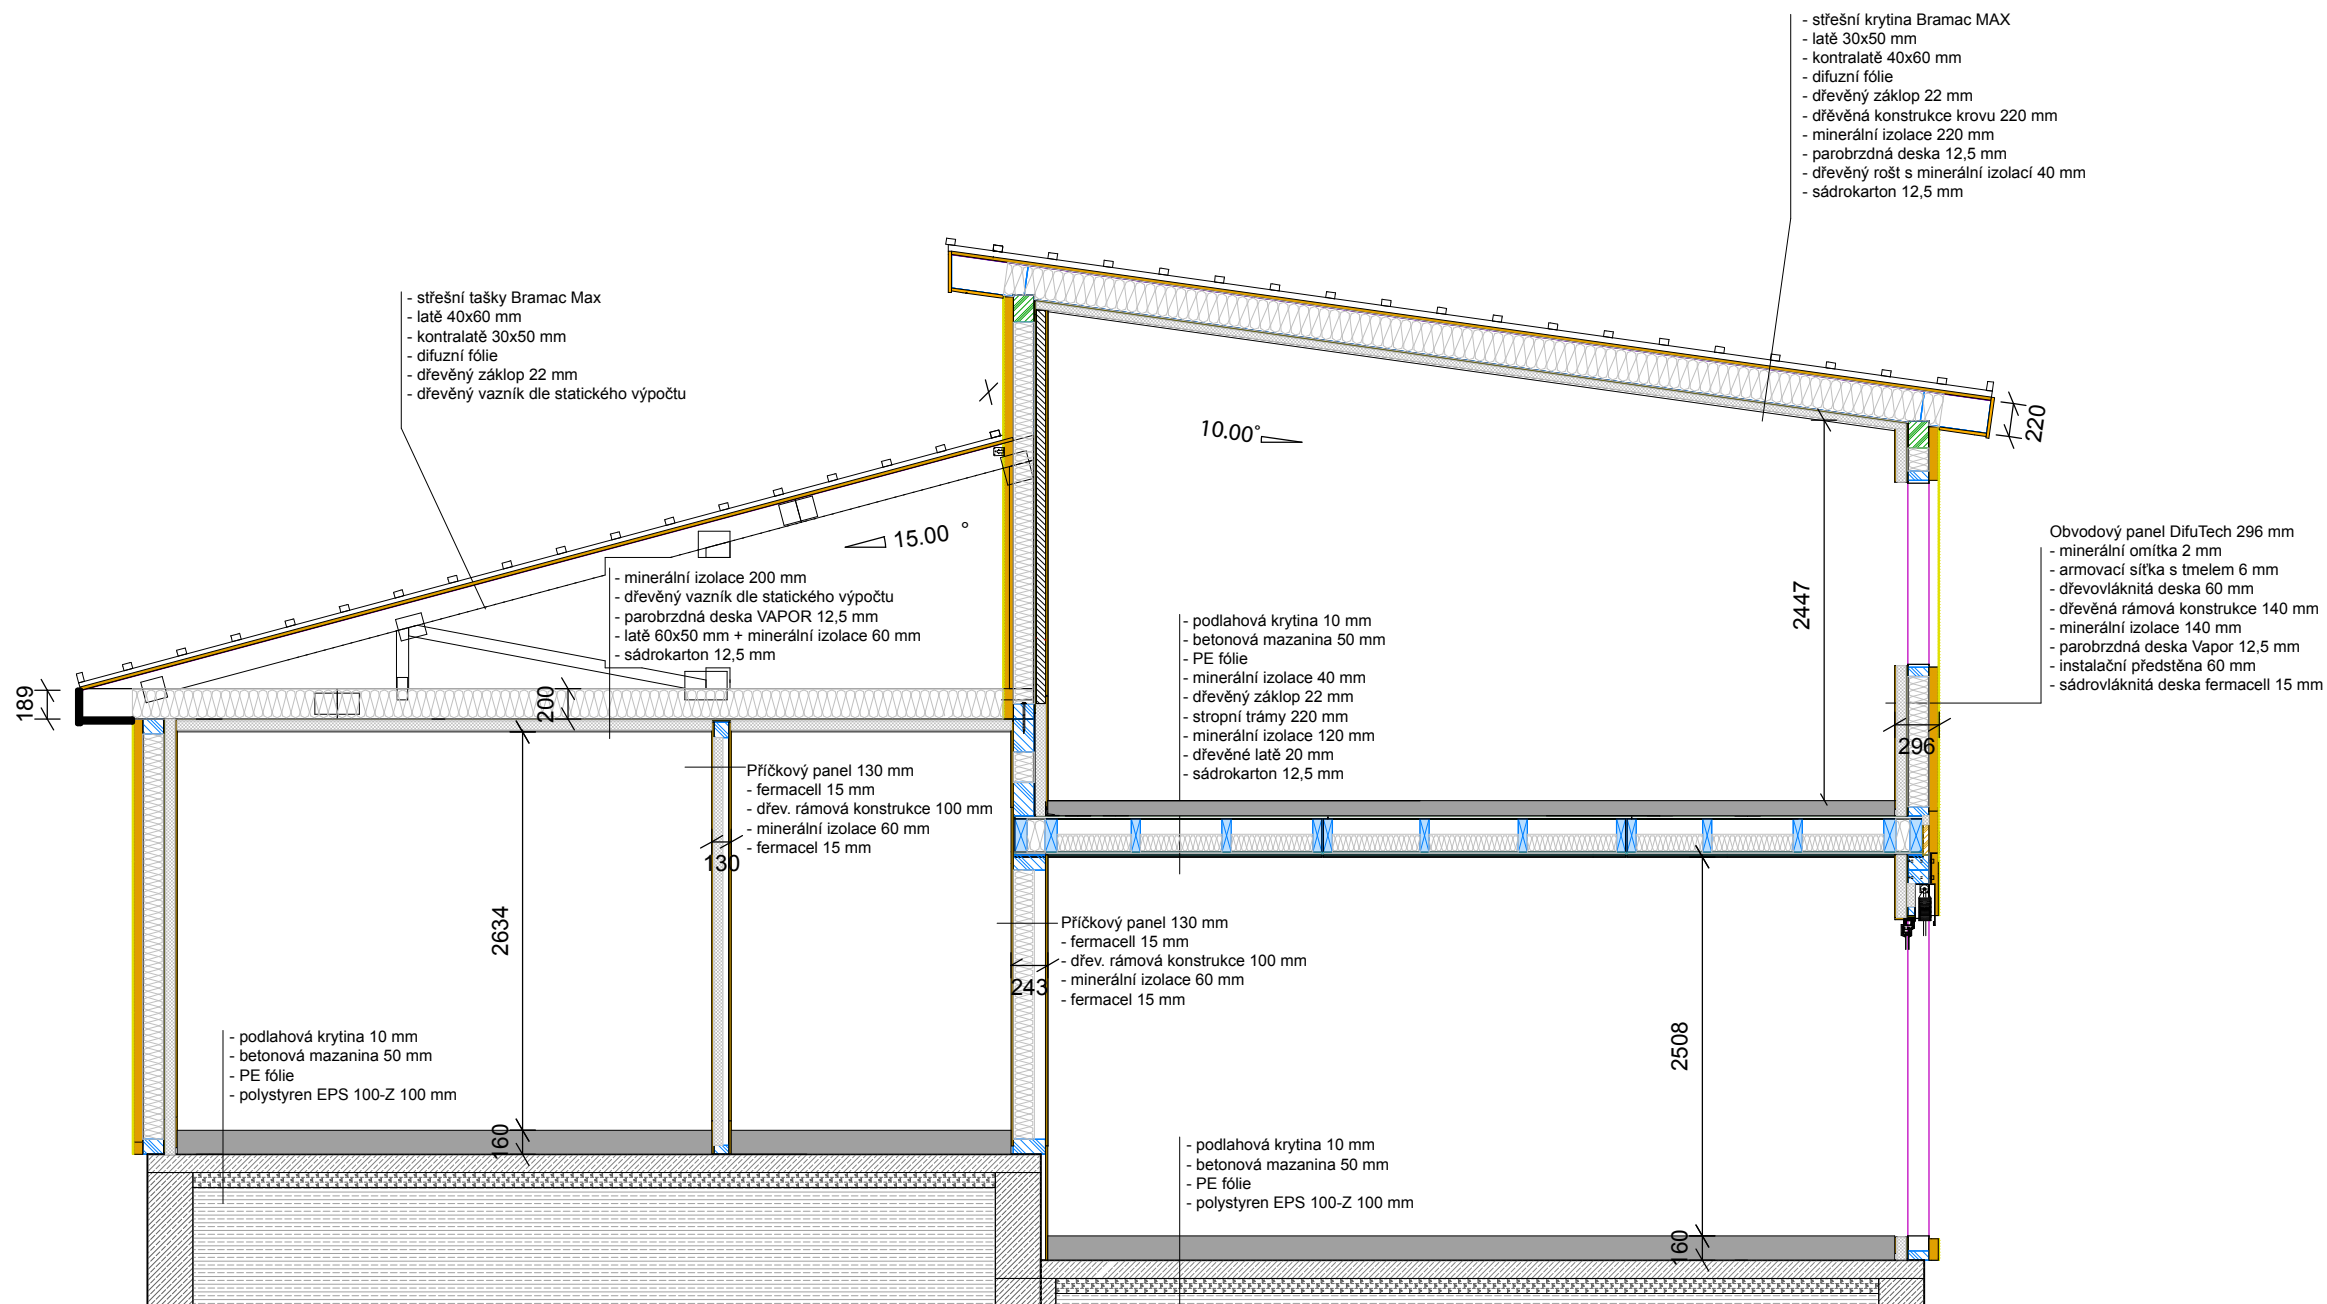 - střešní krytina Bramac MAX
- latě 30x50 mm
- kontralatě 40x60 mm
- difuzní fólie
- dřevěný záklop 22 mm
- dřěvěná konstrukce krovu 220 mm
- minerální izolace 220 mm
- parobrzdná deska 12,5 mm
- dřevěný rošt s minerální izolací 40 mm
- sádrokarton 12,5 mm
- střešní tašky Bramac Max
- latě 40x60 mm
- kontralatě 30x50 mm
- difuzní fólie
- dřevěný záklop 22 mm
- dřevěný vazník dle statického výpočtu
10.00°
220
15.00 °
Obvodový panel DifuTech 296 mm
- minerální omítka 2 mm
- armovací síťka s tmelem 6 mm
- dřevovláknitá deska 60 mm
- dřevěná rámová konstrukce 140 mm
- minerální izolace 140 mm
- parobrzdná deska Vapor 12,5 mm
- instalační předstěna 60 mm
- sádrovláknitá deska fermacell 15 mm
- minerální izolace 200 mm
- dřevěný vazník dle statického výpočtu
- parobrzdná deska VAPOR 12,5 mm
- latě 60x50 mm + minerální izolace 60 mm
- sádrokarton 12,5 mm
2447
- podlahová krytina 10 mm
- betonová mazanina 50 mm
- PE fólie
- minerální izolace 40 mm
- dřevěný záklop 22 mm
- stropní trámy 220 mm
- minerální izolace 120 mm
- dřevěné latě 20 mm
- sádrokarton 12,5 mm
189
200
296
Příčkový panel 130 mm
- fermacell 15 mm
- dřev. rámová konstrukce 100 mm
- minerální izolace 60 mm
- fermacel 15 mm
130
2634
Příčkový panel 130 mm
- fermacell 15 mm
- dřev. rámová konstrukce 100 mm
- minerální izolace 60 mm
- fermacel 15 mm
243
2508
- podlahová krytina 10 mm
- betonová mazanina 50 mm
- PE fólie
- polystyren EPS 100-Z 100 mm
160
- podlahová krytina 10 mm
- betonová mazanina 50 mm
- PE fólie
- polystyren EPS 100-Z 100 mm
160